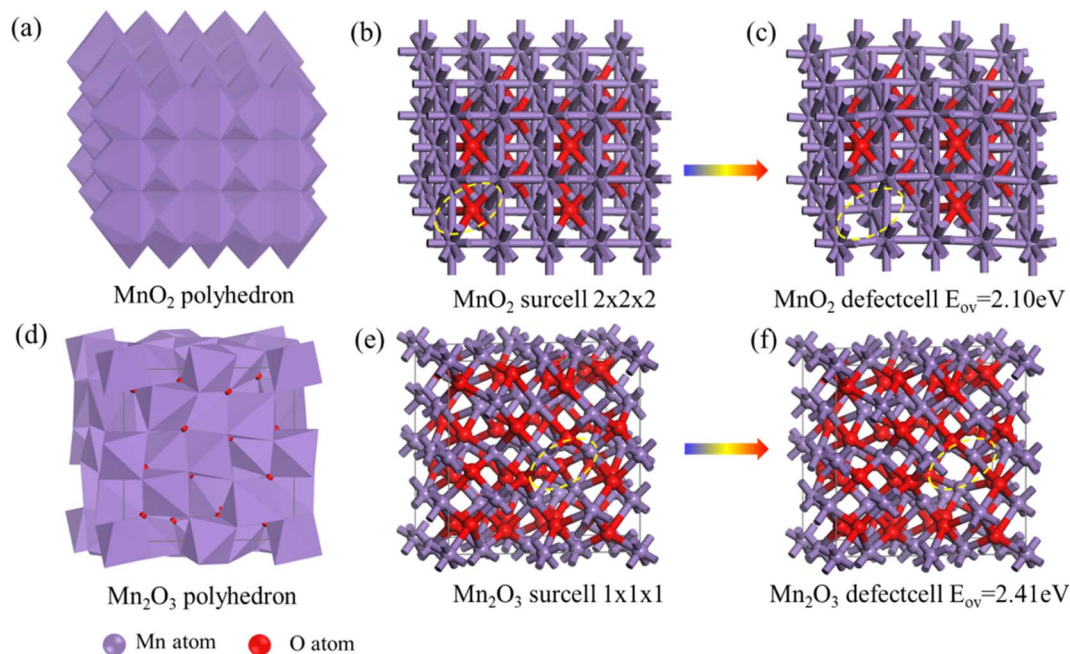 (a)
(b)
(c)
MnO₂ polyhedron
MnO₂ surcell 2x2x2
MnO₂ defectcell Eₒᵥ=2.10eV
(d)
(e)
(f)
Mn₂O₃ polyhedron
Mn₂O₃ surcell 1x1x1
Mn₂O₃ defectcell Eₒᵥ=2.41eV
Mn atom
O atom